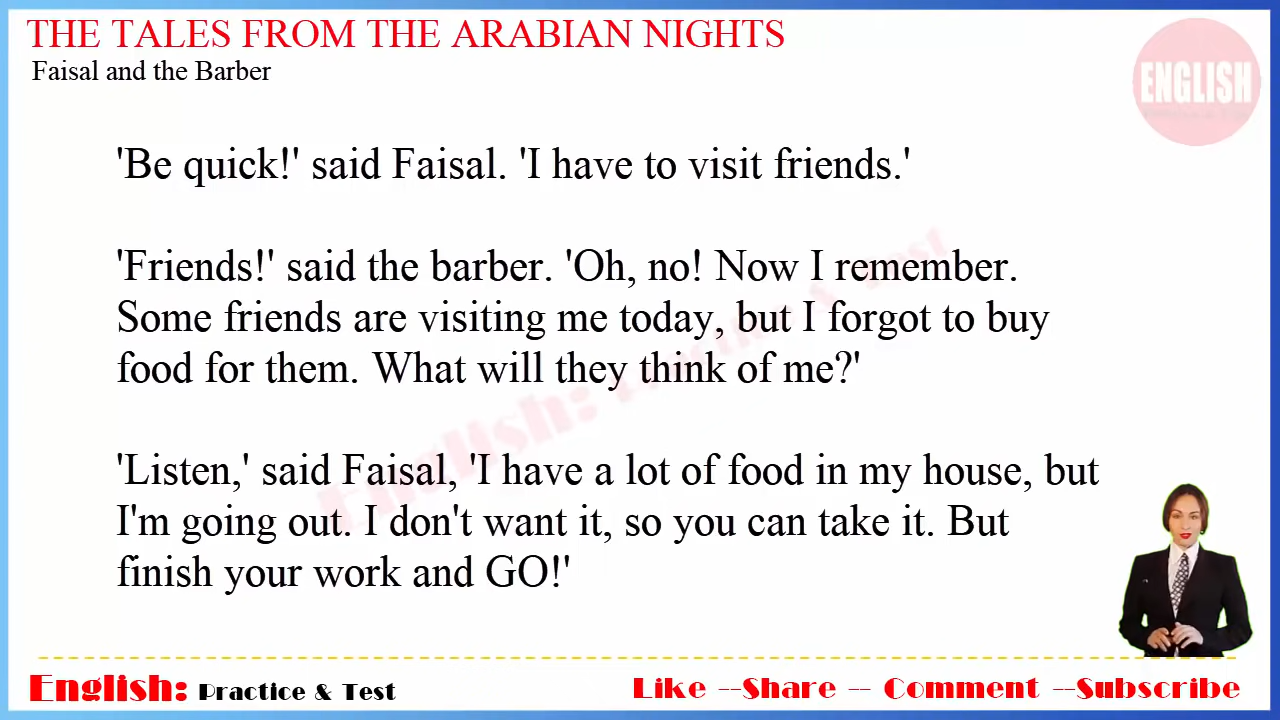 THE TALES FROM THE ARABIAN NIGHTS
Faisal and the Barber
ENGLISH
'Be quick!' said Faisal. 'I have to visit friends.'
'Friends!' said the barber. 'Oh, no! Now I remember.
Some friends are visiting me today, but I forgot to buy
food for them. What will they think of me?'
'Listen,' said Faisal, 'I have a lot of food in my house, but
I'm going out. I don't want it, so you can take it. But
finish your work and GO!'
English: Practice & Test
English: Practice & Test
Like --Share -- Comment --Subscribe